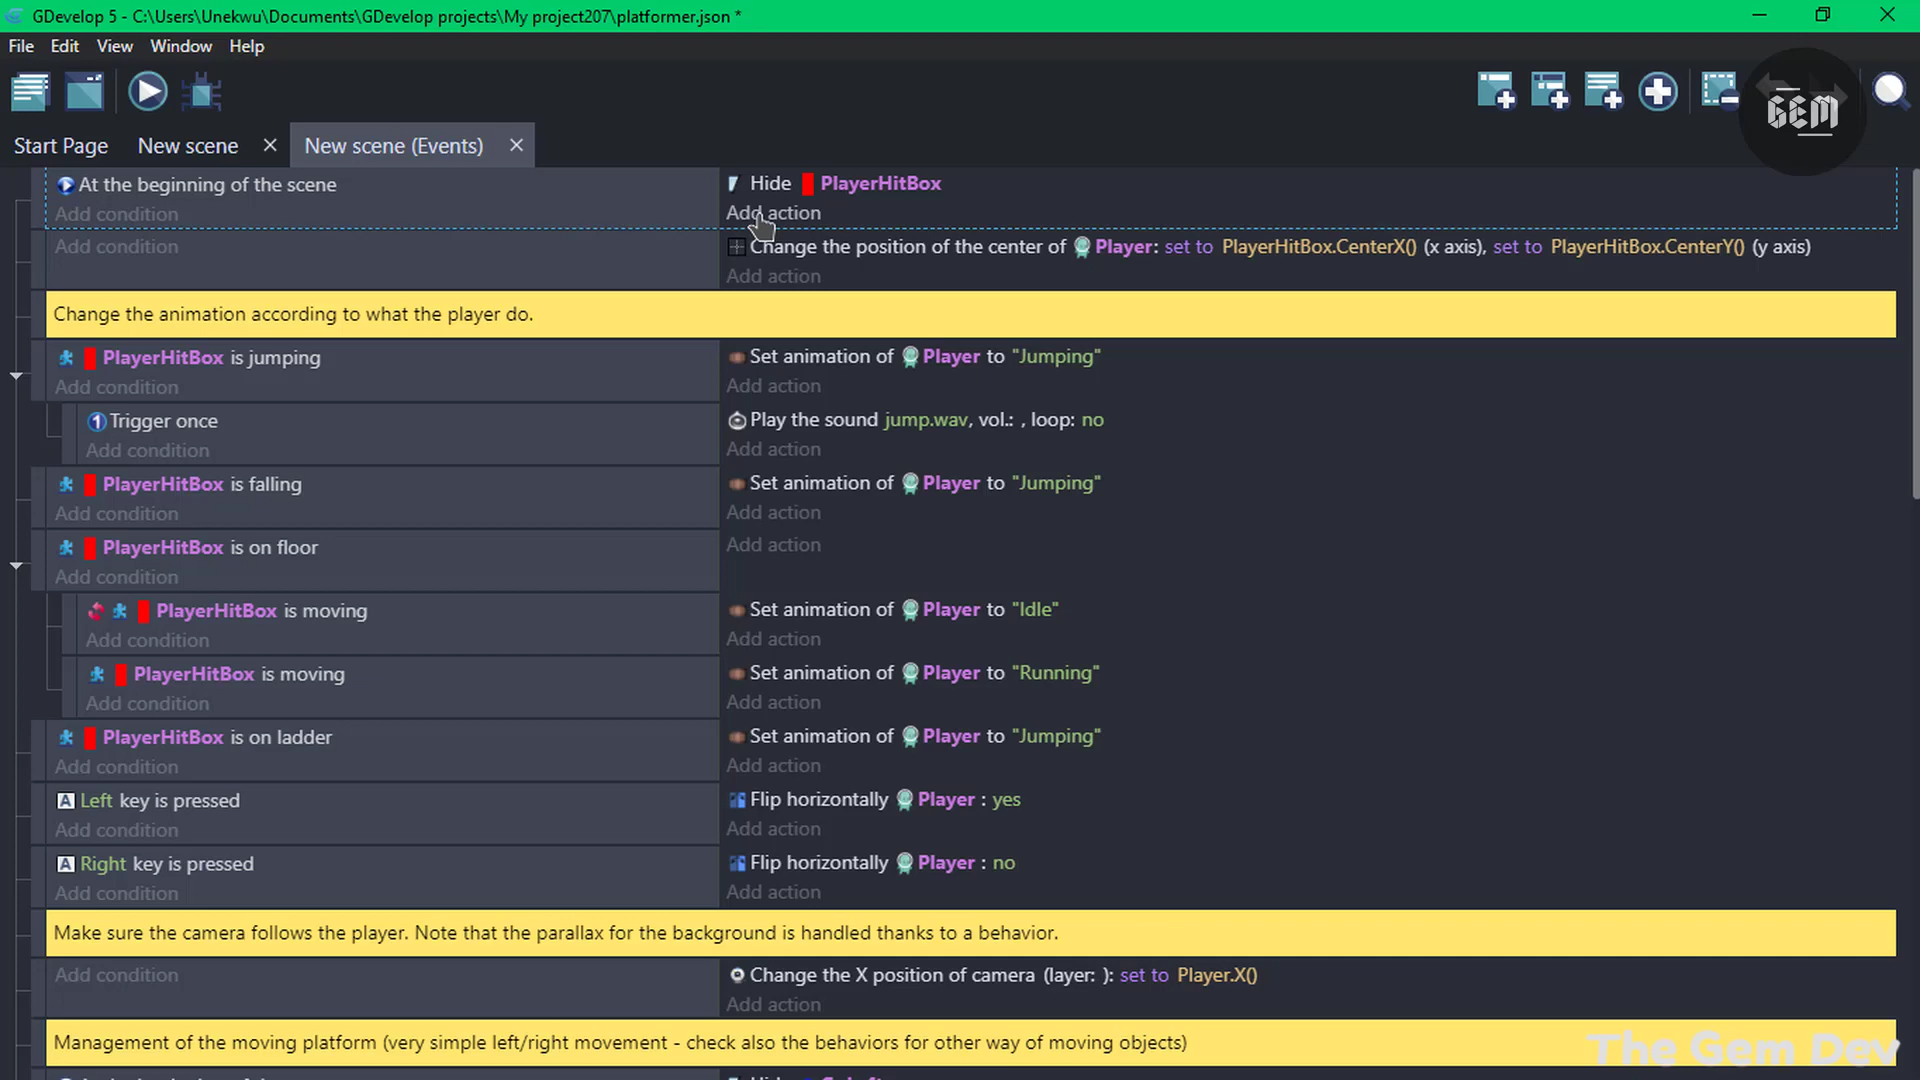 GDevelop 5 - C:\Users\Unekwu\Documents\GDevelop projects\My project207\platformer.json *
File Edit View Window Help
GEM
Start Page New scene New scene (Events)
At the beginning of the scene
Add condition
Hide PlayerHitBox
Add action
Add condition
Change the position of the center of Player: set to PlayerHitBox.CenterX() (x axis), set to PlayerHitBox.CenterY() (y axis)
Add action
Change the animation according to what the player do.
PlayerHitBox is jumping
Add condition
Set animation of Player to "Jumping"
Add action
Trigger once
Add condition
Play the sound jump.wav, vol.: , loop: no
Add action
PlayerHitBox is falling
Add condition
Set animation of Player to "Jumping"
Add action
PlayerHitBox is on floor
Add condition
Add action
PlayerHitBox is moving
Add condition
Set animation of Player to "Idle"
Add action
PlayerHitBox is moving
Add condition
Set animation of Player to "Running"
Add action
PlayerHitBox is on ladder
Add condition
Set animation of Player to "Jumping"
Add action
Left key is pressed
Add condition
Flip horizontally Player : yes
Add action
Right key is pressed
Add condition
Flip horizontally Player : no
Add action
Make sure the camera follows the player. Note that the parallax for the background is handled thanks to a behavior.
Add condition
Change the X position of camera (layer: ): set to Player.X()
Add action
Management of the moving platform (very simple left/right movement - check also the behaviors for other way of moving objects)
The Gem Dev